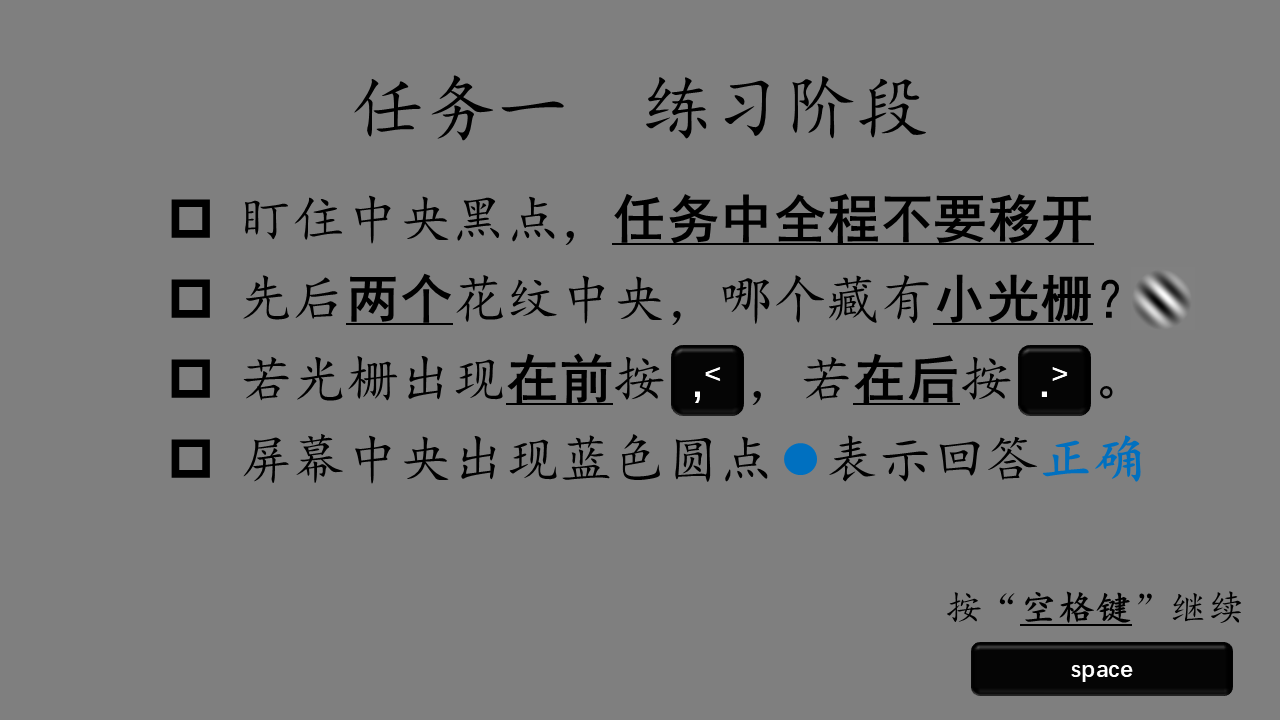 任务一 练习阶段
盯住中央黑点，任务中全程不要移开
先后两个花纹中央，哪个藏有小光栅？
若光栅出现在前按,<，若在后按.>。
屏幕中央出现蓝色圆点表示回答正确
按“空格键”继续
space